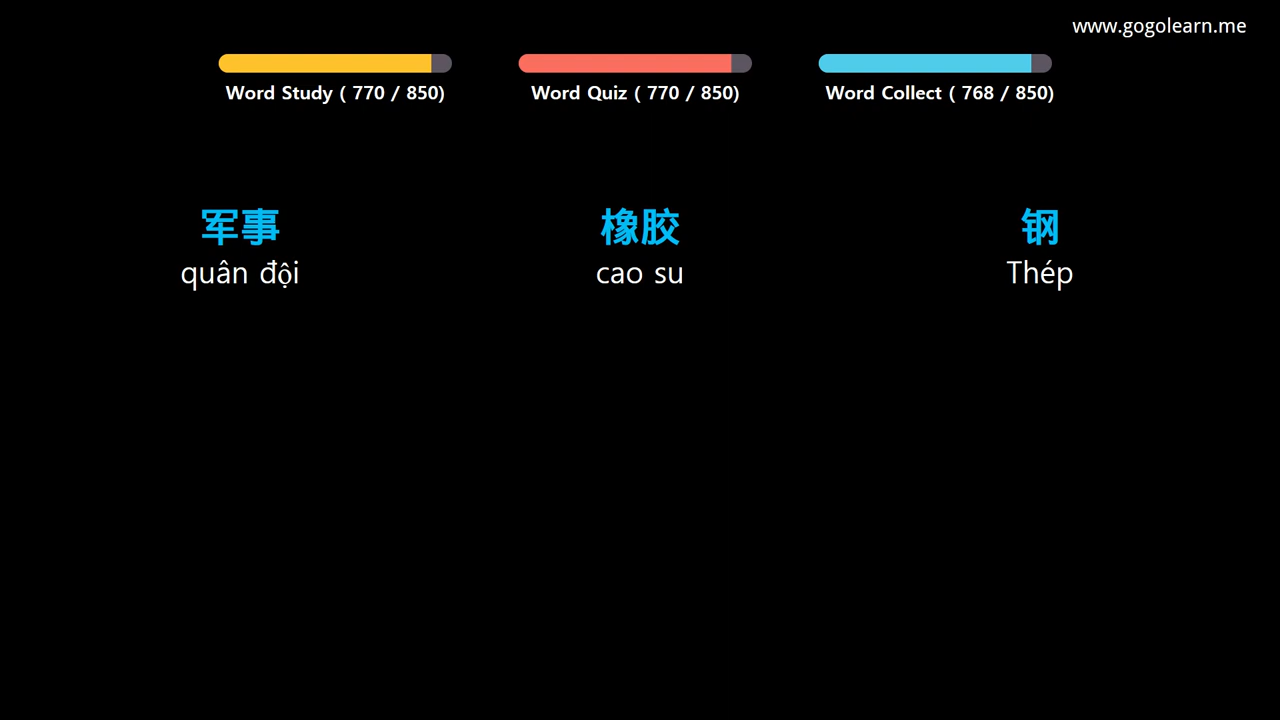 www.gogolearn.me
Word Study ( 770 / 850)
Word Quiz ( 770 / 850)
Word Collect ( 768 / 850)
军事
quân đội
橡胶
cao su
钢
Thép